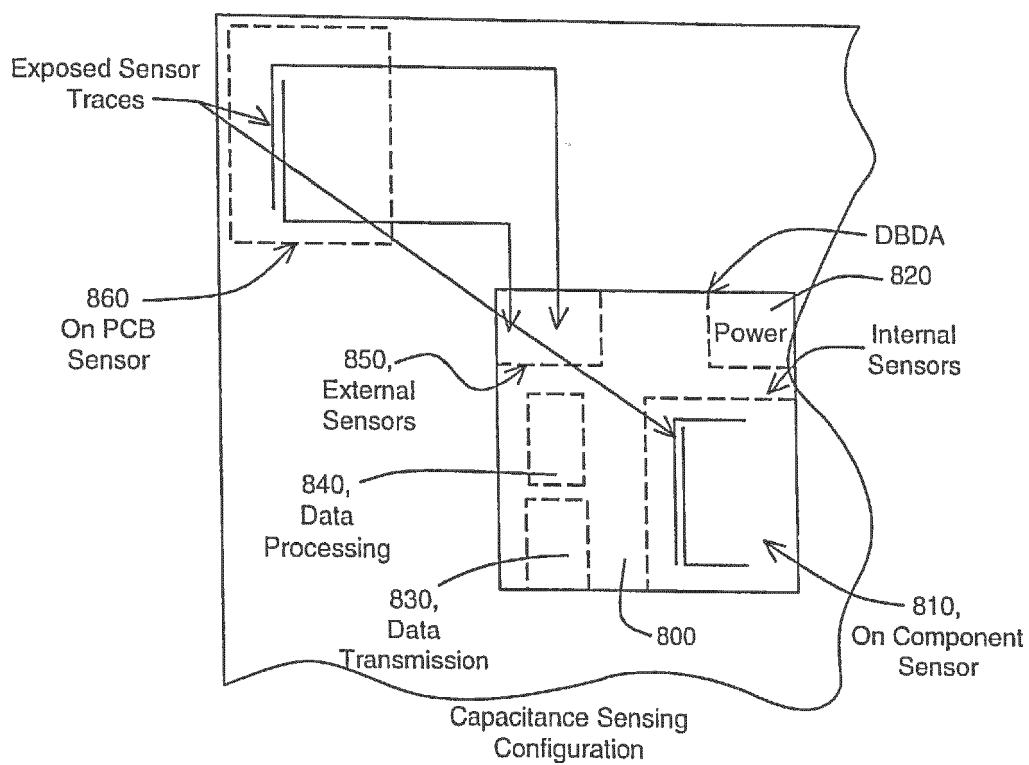 Exposed Sensor
Traces
DBDA
820
860
On PCB
Sensor
Power
Internal
Sensors
850,
External
Sensors
840,
Data
Processing
830,
Data
Transmission
800
810,
On Component
Sensor
Capacitance Sensing
Configuration